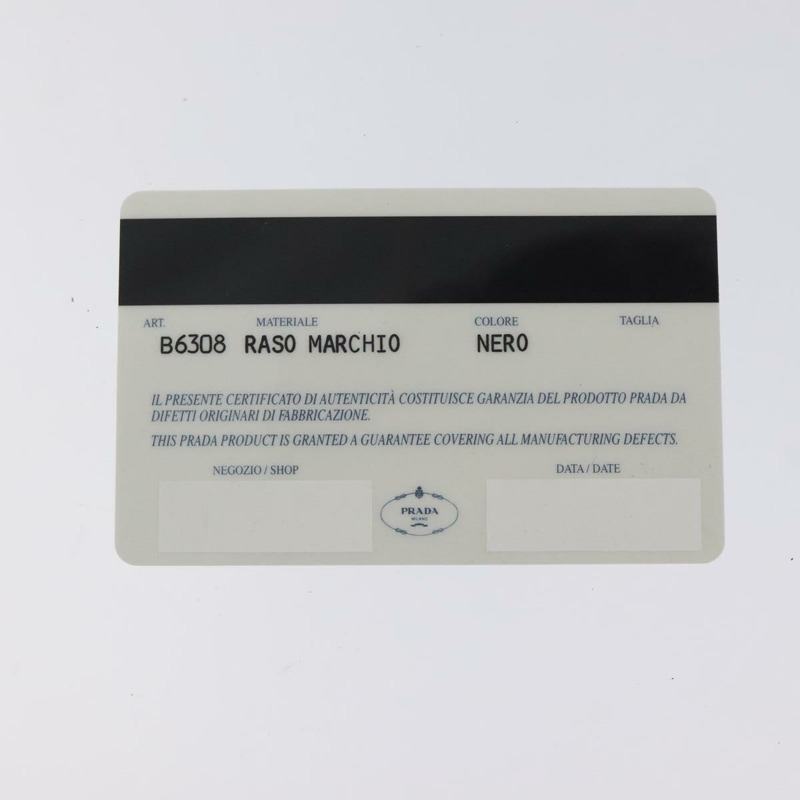 ART. MATERIALE COLORE TAGLIA
B6308 RASO MARCHIO NERO
IL PRESENTE CERTIFICATO DI AUTENTICITÀ COSTITUISCE GARANZIA DEL PRODOTTO PRADA DA
DIFETTI ORIGINARI DI FABBRICAZIONE.
THIS PRADA PRODUCT IS GRANTED A GUARANTEE COVERING ALL MANUFACTURING DEFECTS.
NEGOZIO / SHOP DATA / DATE
PRADA
MILANO